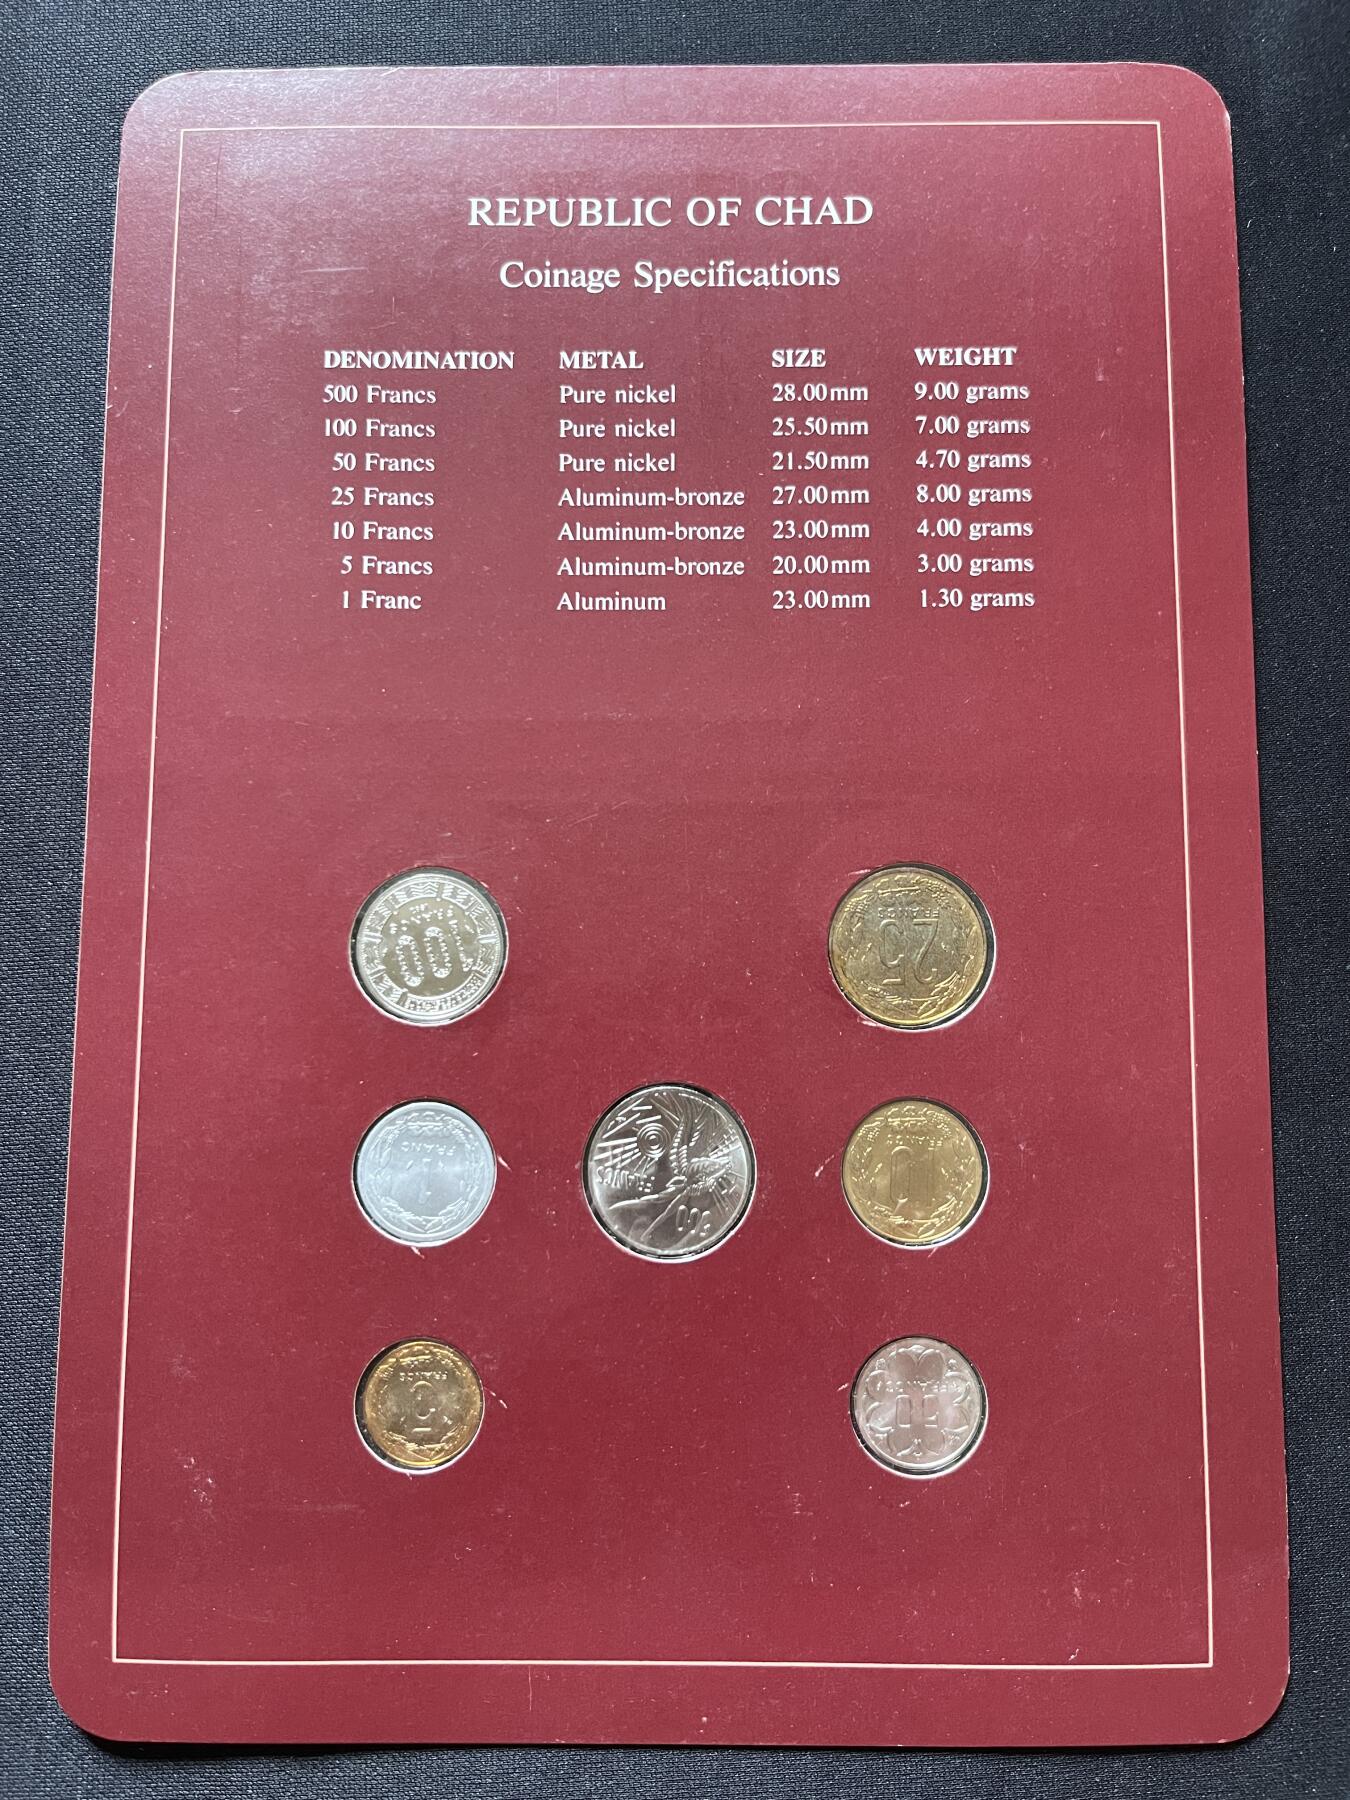 REPUBLIC OF CHAD
Coinage Specifications
DENOMINATION METAL SIZE WEIGHT
500 Francs Pure nickel 28.00mm 9.00 grams
100 Francs Pure nickel 25.50mm 7.00 grams
50 Francs Pure nickel 21.50mm 4.70 grams
25 Francs Aluminum-bronze 27.00mm 8.00 grams
10 Francs Aluminum-bronze 23.00mm 4.00 grams
5 Francs Aluminum-bronze 20.00mm 3.00 grams
1 Franc Aluminum 23.00mm 1.30 grams
100
25
FRANCS
1
FRANC
500
FRANCS
10
FRANCS
5
FRANCS
50
FRANCS